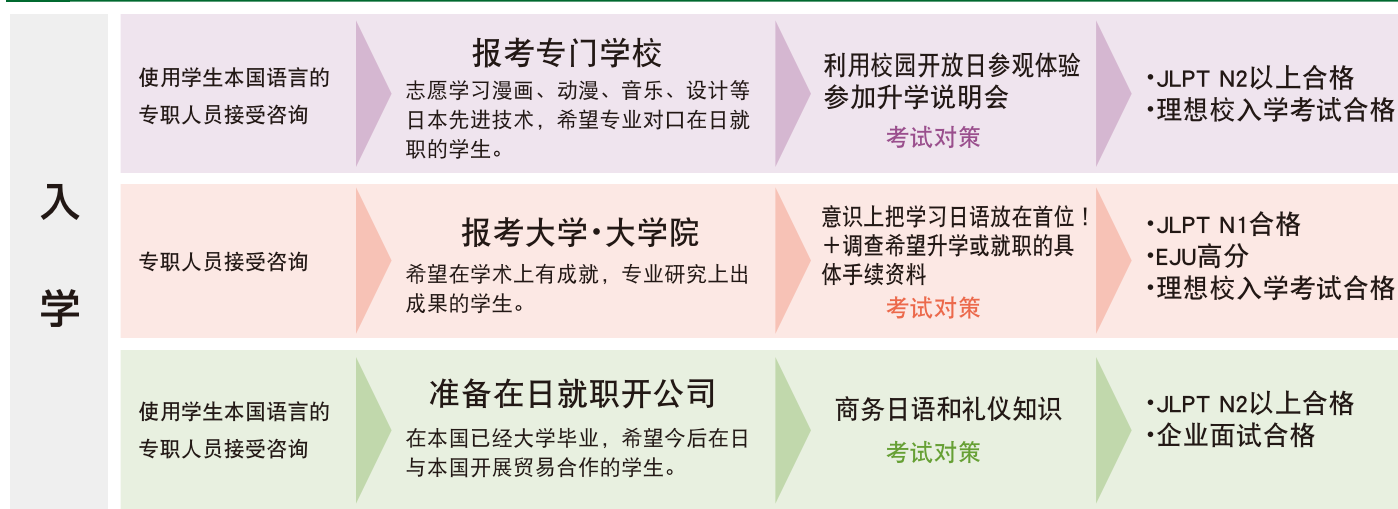 入
学
使用学生本国语言的
专职人员接受咨询
报考专门学校
志愿学习漫画、动漫、音乐、设计等
日本先进技术，希望专业对口在日就
职的学生。
利用校园开放日参观体验
参加升学说明会
考试对策
•JLPT N2以上合格
•理想校入学考试合格
专职人员接受咨询
报考大学•大学院
希望在学术上有成就，专业研究上出
成果的学生。
意识上把学习日语放在首位！
＋调查希望升学或就职的具
体手续资料
考试对策
•JLPT N1合格
•EJU高分
•理想校入学考试合格
使用学生本国语言的
专职人员接受咨询
准备在日就职开公司
在本国已经大学毕业，希望今后在日
与本国开展贸易合作的学生。
商务日语和礼仪知识
考试对策
•JLPT N2以上合格
•企业面试合格